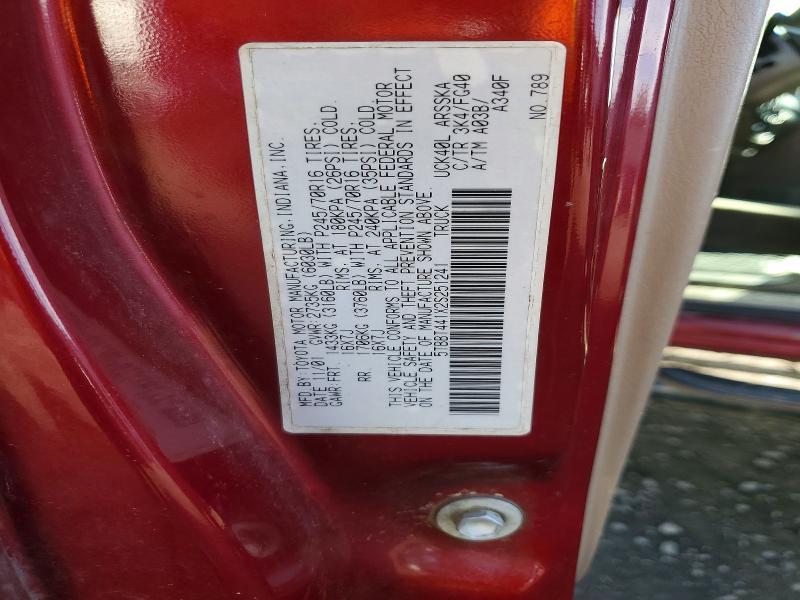 MFD. BY TOYOTA MOTOR MANUFACTURING, INDIANA, INC.
DATE 11/01 GVWR 2735KG (6030LB)
GAWR FRT. 1433KG (3160LB) WITH P245/70R16 TIRES,
16X7J RIMS, AT 180KPA (26PSI) COLD.
RR 1706KG (3760LB) WITH P245/70R16 TIRES,
16X7J RIMS, AT 240KPA (35PSI) COLD.
THIS VEHICLE CONFORMS TO ALL APPLICABLE FEDERAL MOTOR
VEHICLE SAFETY AND THEFT PREVENTION STANDARDS IN EFFECT
ON THE DATE OF MANUFACTURE SHOWN ABOVE.
5TBBT441X2S251241 TRUCK
UCK40L ARSSKA
C/TR 3K4/FG40
A/TM A03B/
A340F
NO. 789